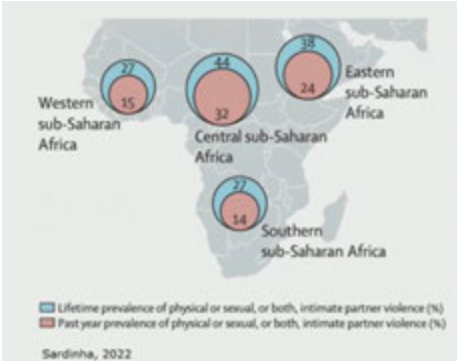 38
44
27
24
15
32
Eastern
sub-Saharan
Africa
Western
sub-Saharan
Africa
Central sub-Saharan
Africa
27
14
Southern
sub-Saharan Africa
Lifetime prevalence of physical or sexual, or both, intimate partner violence (%)
Past year prevalence of physical or sexual, or both, intimate partner violence (%)
Sardinha, 2022